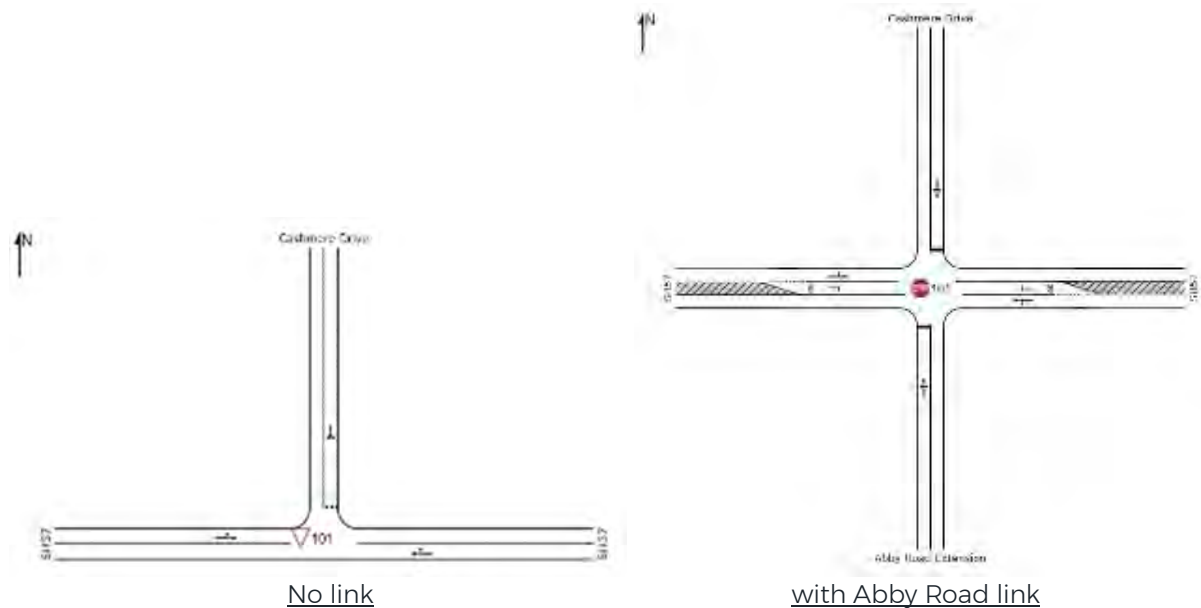 N
Cashmere Drive
SH57
101
SH57
No link
N
Cashmere Drive
SH57
101
SH57
Abby Road Extension
with Abby Road link